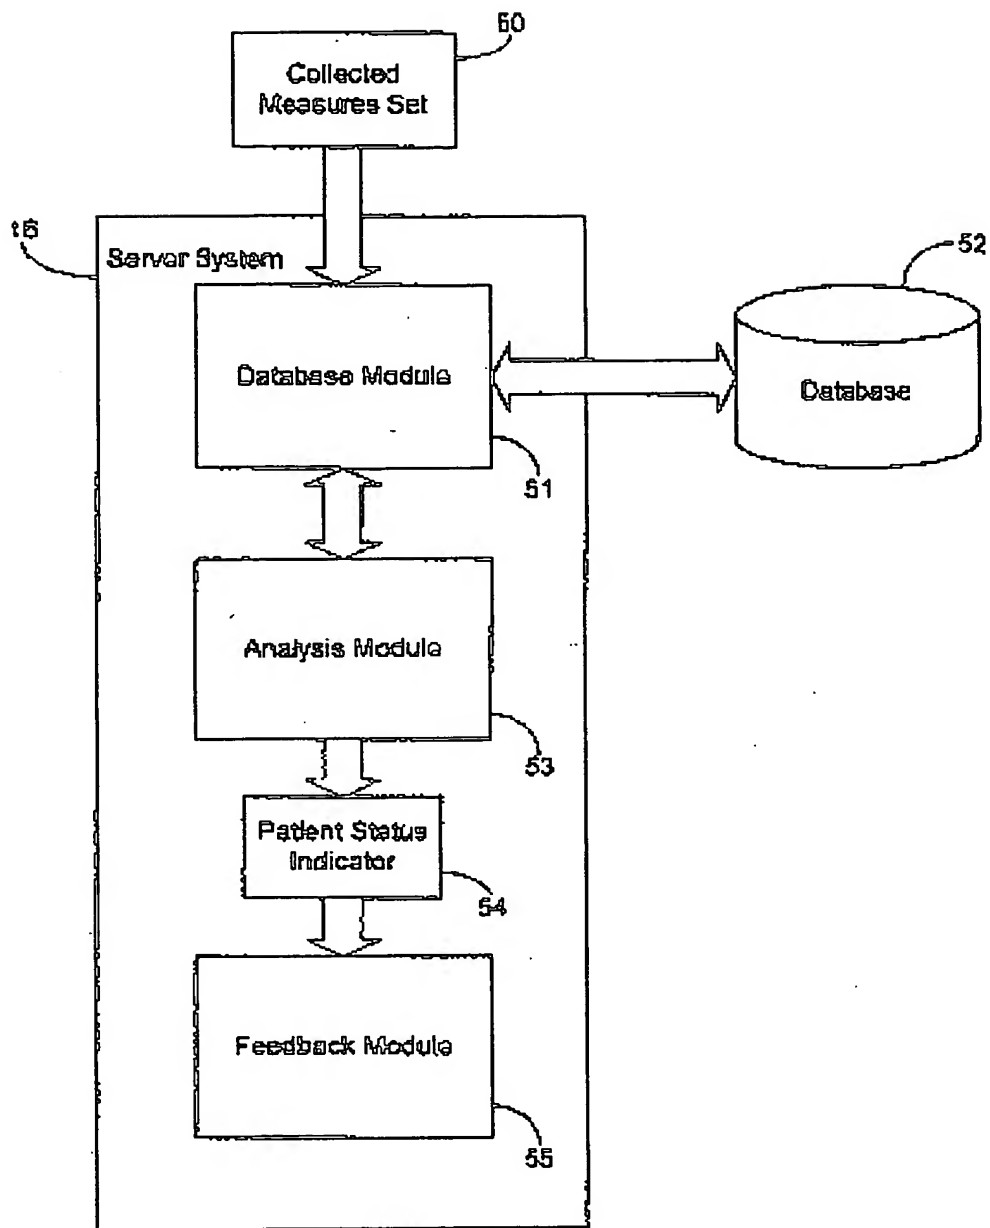 50
Collected
Measures Set
16
Server System
52
Database Module
Database
51
Analysis Module
53
Patient Status
Indicator
54
Feedback Module
55